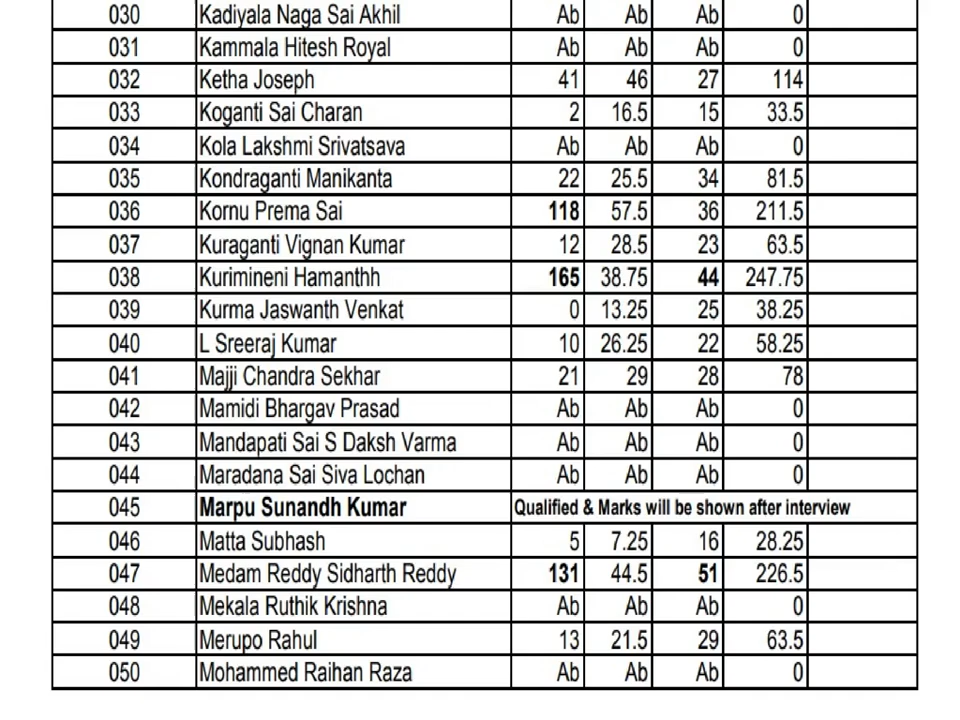 030 Kadiyala Naga Sai Akhil Ab Ab Ab 0
031 Kammala Hitesh Royal Ab Ab Ab 0
032 Ketha Joseph 41 46 27 114
033 Koganti Sai Charan 2 16.5 15 33.5
034 Kola Lakshmi Srivatsava Ab Ab Ab 0
035 Kondraganti Manikanta 22 25.5 34 81.5
036 Kornu Prema Sai 118 57.5 36 211.5
037 Kuraganti Vignan Kumar 12 28.5 23 63.5
038 Kurimineni Hamanthh 165 38.75 44 247.75
039 Kurma Jaswanth Venkat 0 13.25 25 38.25
040 L Sreeraj Kumar 10 26.25 22 58.25
041 Majji Chandra Sekhar 21 29 28 78
042 Mamidi Bhargav Prasad Ab Ab Ab 0
043 Mandapati Sai S Daksh Varma Ab Ab Ab 0
044 Maradana Sai Siva Lochan Ab Ab Ab 0
045 Marpu Sunandh Kumar Qualified & Marks will be shown after interview
046 Matta Subhash 5 7.25 16 28.25
047 Medam Reddy Sidharth Reddy 131 44.5 51 226.5
048 Mekala Ruthik Krishna Ab Ab Ab 0
049 Merupo Rahul 13 21.5 29 63.5
050 Mohammed Raihan Raza Ab Ab Ab 0